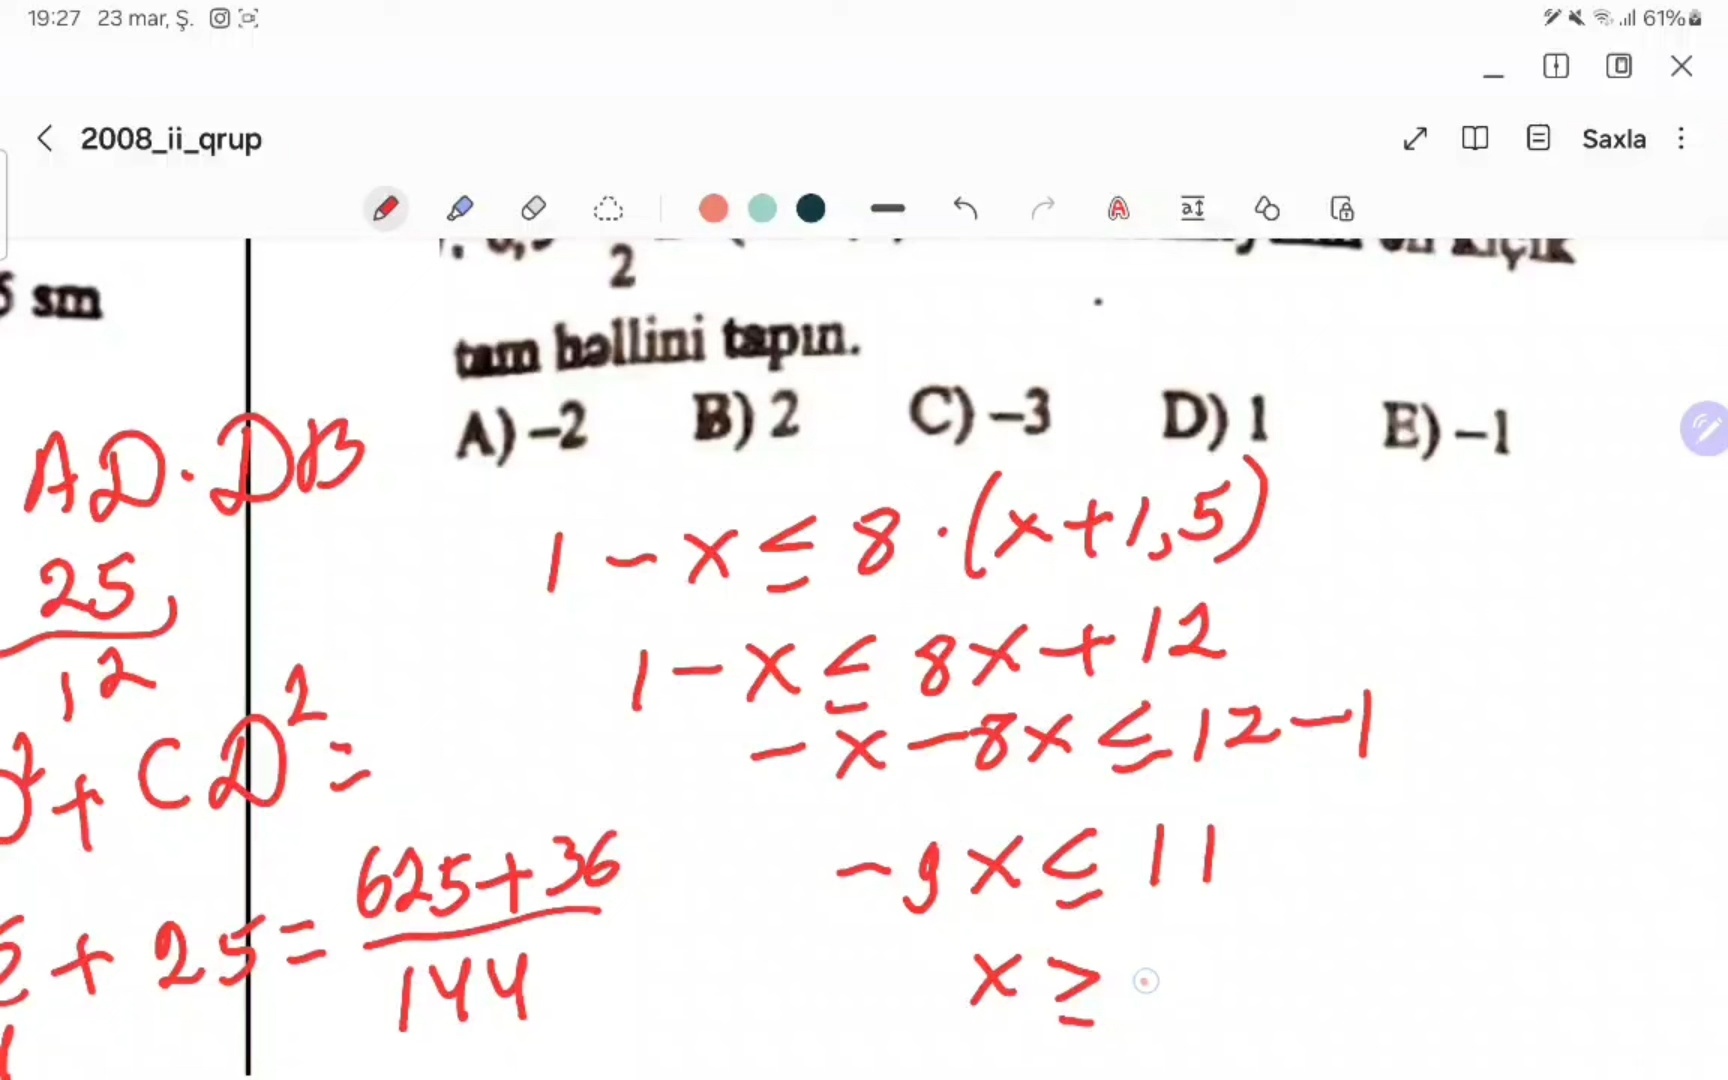 19:27 23 mar, Ş. 61%
2008_ii_qrup
Saxla
2 kiçik
5 sm
tam həllini tapın.
A) –2 B) 2 C) –3 D) 1 E) –1
AD · DB
25
12
+ CD² =
+ 25 = 625+36
144
1 – x ≤ 8 · (x+1,5)
1 – x ≤ 8x + 12
– x – 8x ≤ 12 – 1
– 9x ≤ 11
x ≥